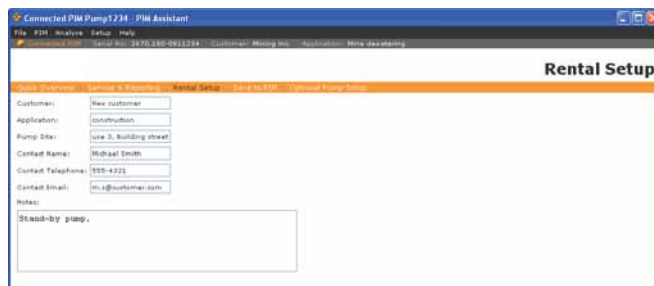 Connected PIM Pump1234 - PIM Assistant
File PIM Analyze Setup Help
Connected PIM Serial No: 2670.180-0811234 Customer: Mining Inc. Application: Mine dewatering
Rental Setup
Quick Overview Service & Reporting Rental Setup Save to PIM Optional Pump Setup
Customer: New customer
Application: construction
Pump Site: use 3, Building street
Contact Name: Michael Smith
Contact Telephone: 555-4321
Contact Email: m.s@customer.com
Notes:
Stand-by pump.